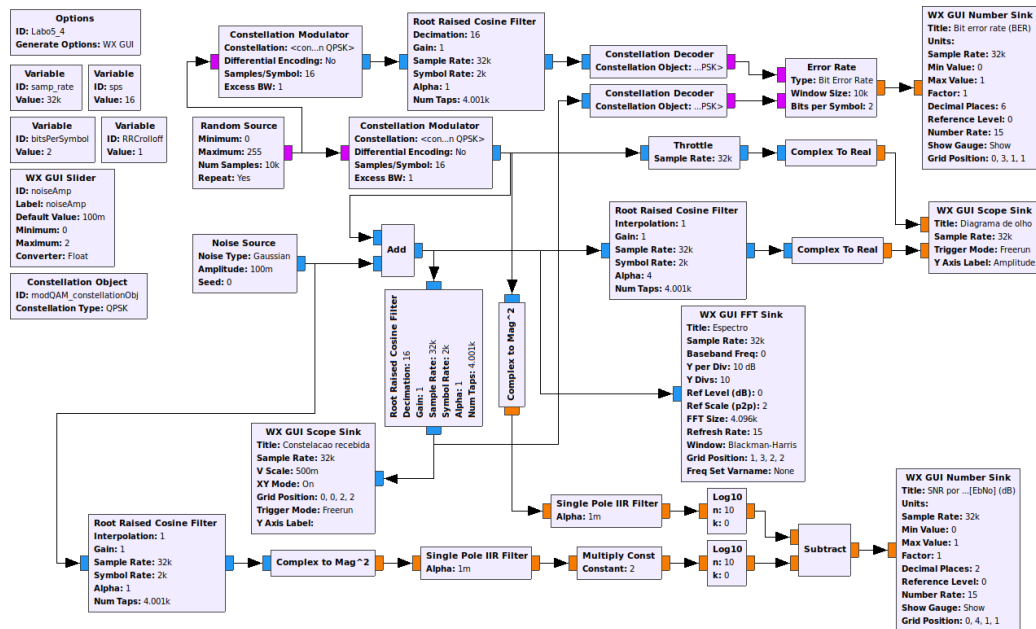 Options
ID: Labo5_4
Generate Options: WX GUI
Variable
ID: samp_rate
Value: 32k
Variable
ID: sps
Value: 16
Variable
ID: bitsPerSymbol
Value: 2
Variable
ID: RRCrolloff
Value: 1
WX GUI Slider
ID: noiseAmp
Label: noiseAmp
Default Value: 100m
Minimum: 0
Maximum: 2
Converter: Float
Constellation Object
ID: modQAM_constellationObj
Constellation Type: QPSK
Constellation Modulator
Constellation: <con...n QPSK>
Differential Encoding: No
Samples/Symbol: 16
Excess BW: 1
Root Raised Cosine Filter
Decimation: 16
Gain: 1
Sample Rate: 32k
Symbol Rate: 2k
Alpha: 1
Num Taps: 4.001k
Constellation Decoder
Constellation Object: ...PSK>
Constellation Decoder
Constellation Object: ...PSK>
Error Rate
Type: Bit Error Rate
Window Size: 10k
Bits per Symbol: 2
WX GUI Number Sink
Title: Bit error rate (BER)
Units:
Sample Rate: 32k
Min Value: 0
Max Value: 1
Factor: 1
Decimal Places: 6
Reference Level: 0
Number Rate: 15
Show Gauge: Show
Grid Position: 0, 3, 1, 1
Random Source
Minimum: 0
Maximum: 255
Num Samples: 10k
Repeat: Yes
Constellation Modulator
Constellation: <con...n QPSK>
Differential Encoding: No
Samples/Symbol: 16
Excess BW: 1
Throttle
Sample Rate: 32k
Complex To Real
Noise Source
Noise Type: Gaussian
Amplitude: 100m
Seed: 0
Add
Root Raised Cosine Filter
Interpolation: 1
Gain: 1
Sample Rate: 32k
Symbol Rate: 2k
Alpha: 4
Num Taps: 4.001k
Complex To Real
WX GUI Scope Sink
Title: Diagrama de olho
Sample Rate: 32k
Trigger Mode: Freerun
Y Axis Label: Amplitude
Root Raised Cosine Filter
Decimation: 16
Gain: 1
Sample Rate: 32k
Symbol Rate: 2k
Alpha: 1
Num Taps: 4.001k
Complex to Mag^2
WX GUI FFT Sink
Title: Espectro
Sample Rate: 32k
Baseband Freq: 0
Y per Div: 10 dB
Y Divs: 10
Ref Level (dB): 0
Ref Scale (p2p): 2
FFT Size: 4.096k
Refresh Rate: 15
Window: Blackman-Harris
Grid Position: 1, 3, 2, 2
Freq Set Varname: None
WX GUI Scope Sink
Title: Constelacao recebida
Sample Rate: 32k
V Scale: 500m
XY Mode: On
Grid Position: 0, 0, 2, 2
Trigger Mode: Freerun
Y Axis Label:
Single Pole IIR Filter
Alpha: 1m
Log10
n: 10
k: 0
Root Raised Cosine Filter
Interpolation: 1
Gain: 1
Sample Rate: 32k
Symbol Rate: 2k
Alpha: 1
Num Taps: 4.001k
Complex to Mag^2
Single Pole IIR Filter
Alpha: 1m
Multiply Const
Constant: 2
Log10
n: 10
k: 0
Subtract
WX GUI Number Sink
Title: SNR por ...[EbNo] (dB)
Units:
Sample Rate: 32k
Min Value: 0
Max Value: 1
Factor: 1
Decimal Places: 2
Reference Level: 0
Number Rate: 15
Show Gauge: Show
Grid Position: 0, 4, 1, 1